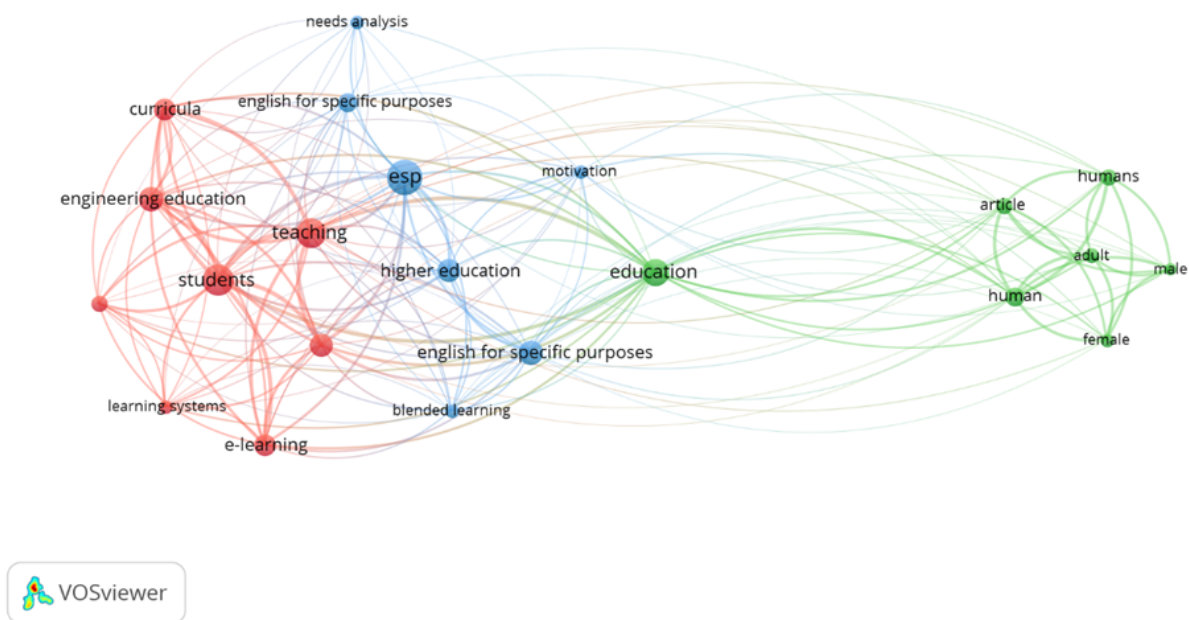 needs analysis
english for specific purposes
curricula
esp
motivation
humans
engineering education
article
teaching
adult
higher education
education
male
students
human
english for specific purposes
female
learning systems
blended learning
e-learning
VOSviewer